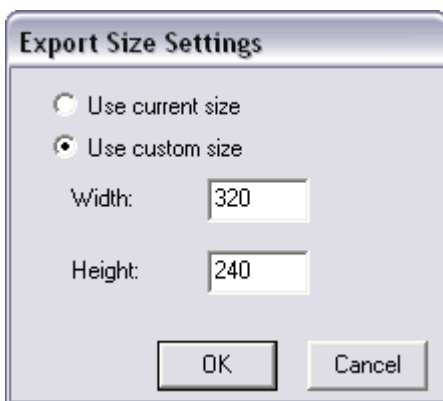 Export Size Settings
Use current size
Use custom size
Width: 320
Height: 240
OK Cancel